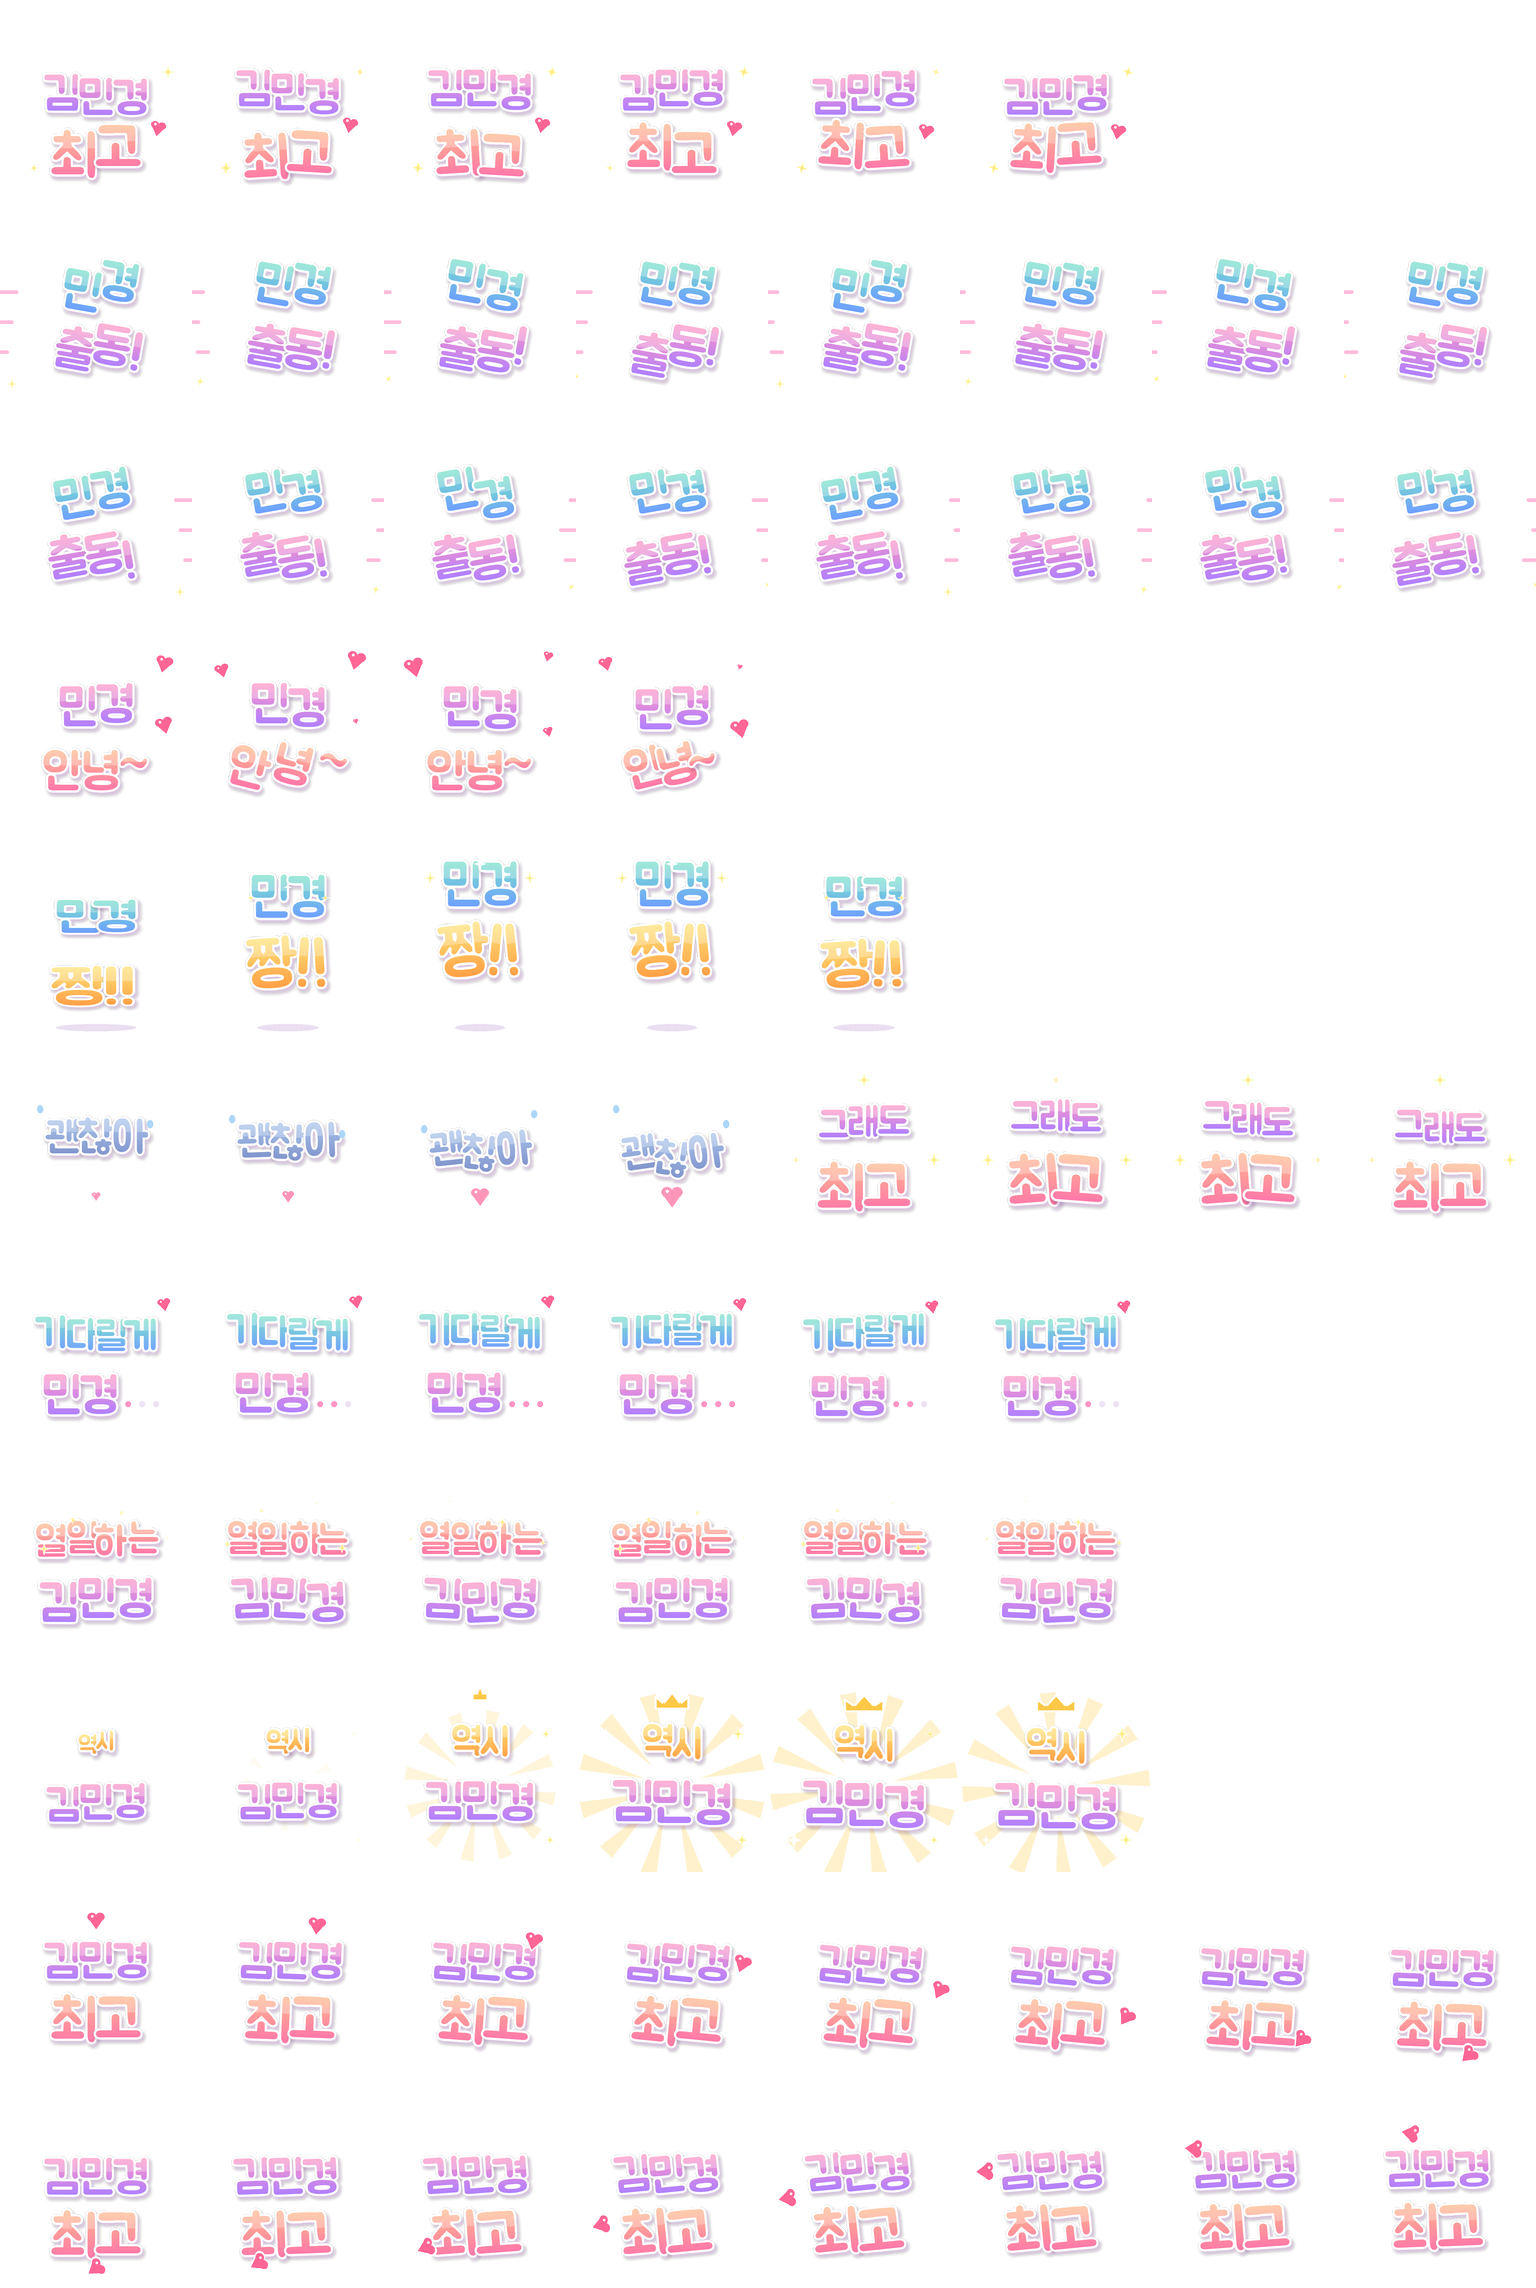 김민경 김민경 김민경 김민경 김민경 김민경
최고 최고 최고 최고 최고 최고
민경 민경 민경 민경 민경 민경 민경 민경
출동! 출동! 출동! 출동! 출동! 출동! 출동! 출동!
민경 민경 민경 민경 민경 민경 민경 민경
출동! 출동! 출동! 출동! 출동! 출동! 출동! 출동!
민경 민경 민경 민경
안녕~ 안녕~ 안녕~ 안녕~
민경 민경 민경 민경 민경
짱!! 짱!! 짱!! 짱!! 짱!!
괜찮아 괜찮아 괜찮아 괜찮아 그래도 그래도 그래도 그래도
최고 최고 최고 최고
기다릴게 기다릴게 기다릴게 기다릴게 기다릴게 기다릴게
민경 민경 민경 민경 민경 민경
열일하는 열일하는 열일하는 열일하는 열일하는 열일하는
김민경 김민경 김민경 김민경 김민경 김민경
역시 역시 역시 역시 역시 역시
김민경 김민경 김민경 김민경 김민경 김민경
김민경 김민경 김민경 김민경 김민경 김민경 김민경 김민경
최고 최고 최고 최고 최고 최고 최고 최고
김민경 김민경 김민경 김민경 김민경 김민경 김민경 김민경
최고 최고 최고 최고 최고 최고 최고 최고